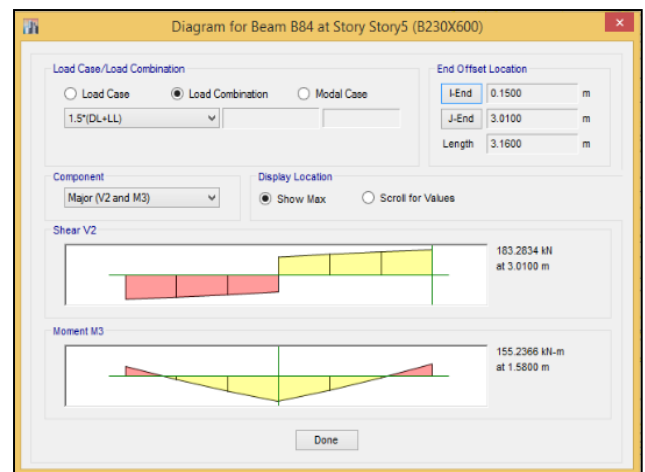 Diagram for Beam B84 at Story Story5 (B230X600)
Load Case/Load Combination
Load Case
Load Combination
Modal Case
1.5*(DL+LL)
End Offset Location
I-End 0.1500 m
J-End 3.0100 m
Length 3.1600 m
Component
Major (V2 and M3)
Display Location
Show Max
Scroll for Values
Shear V2
183.2834 kN
at 3.0100 m
Moment M3
155.2366 kN-m
at 1.5800 m
Done